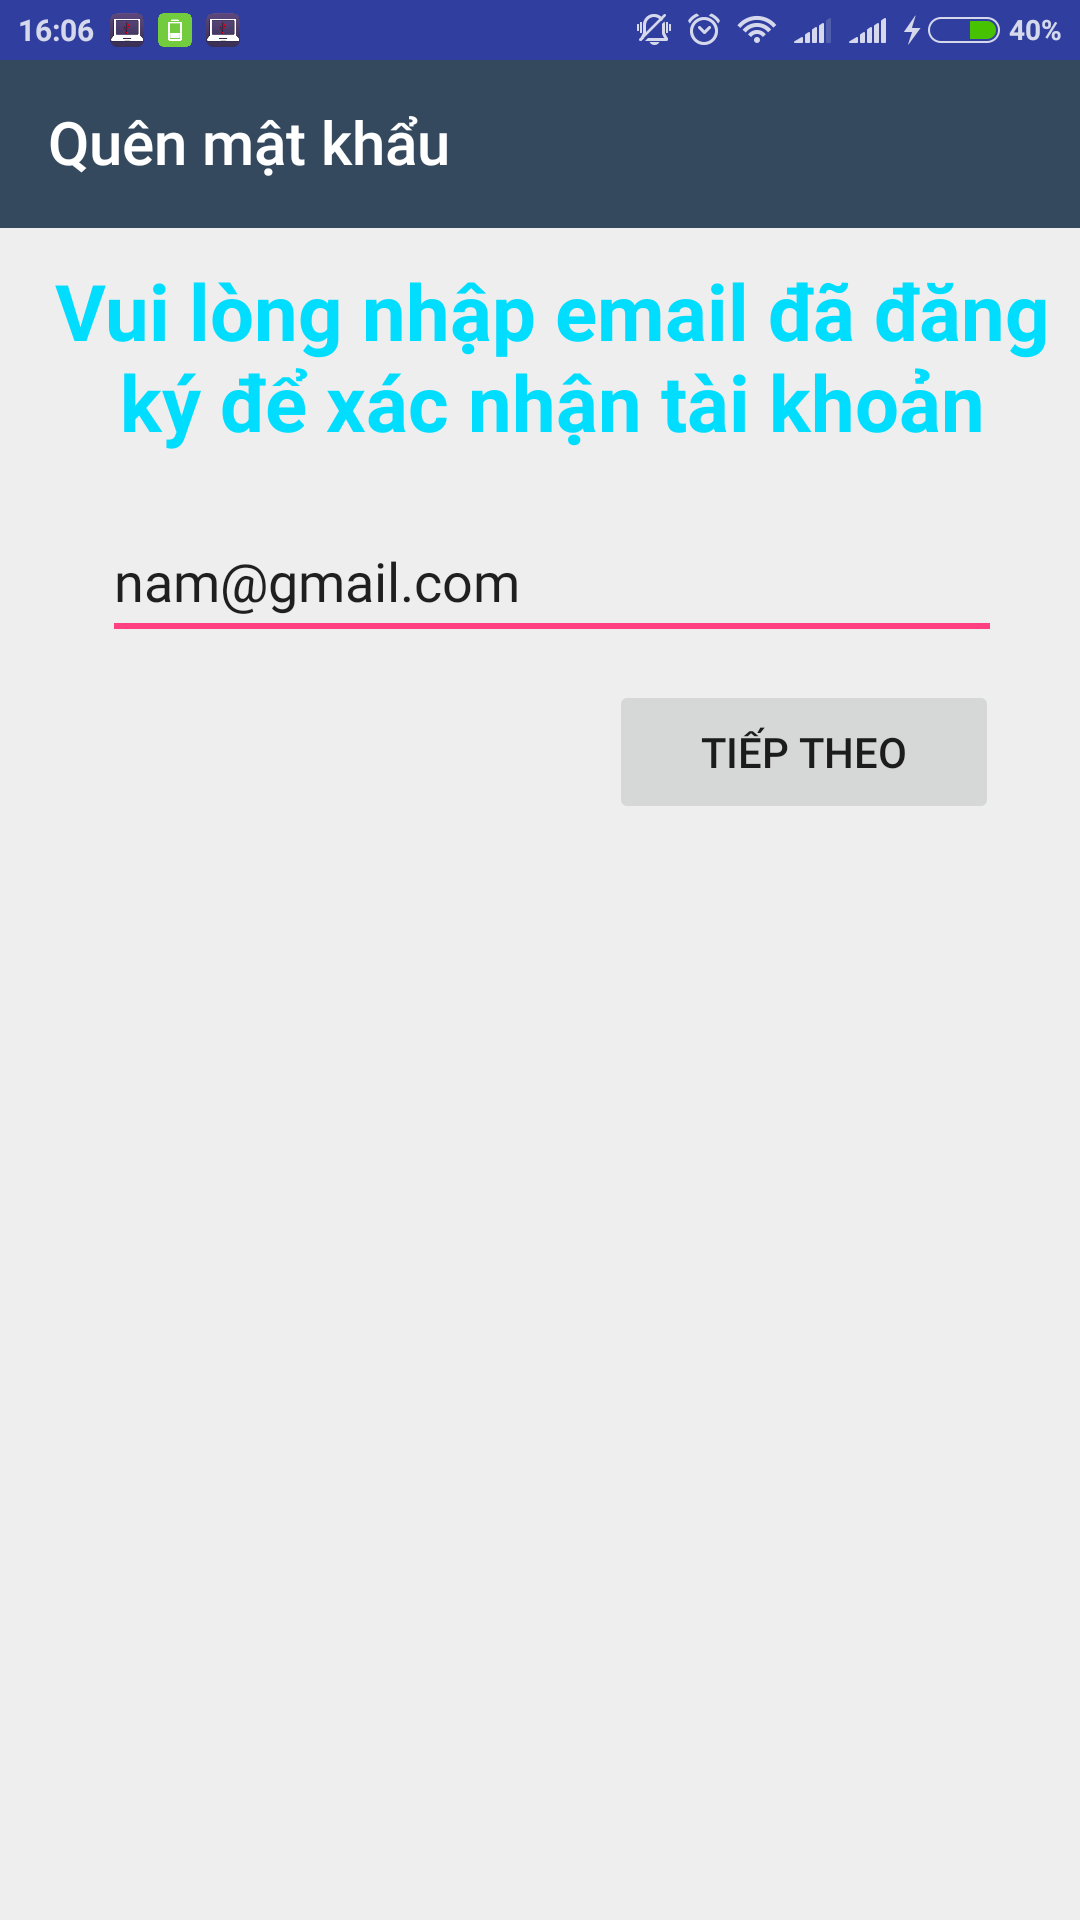 16:06
40%
Quên mật khẩu
Vui lòng nhập email đã đăng
ký để xác nhận tài khoản
nam@gmail.com
TIẾP THEO